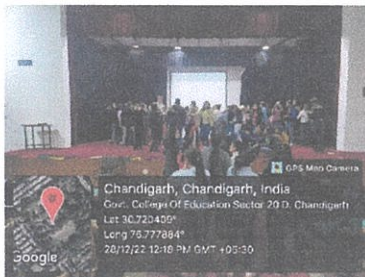 GPS Map Camera
Chandigarh, Chandigarh, India
Govt. College Of Education Sector 20 D, Chandigarh
Lat 30.720409°
Long 76.777884°
28/12/22 12:18 PM GMT +05:30
Google